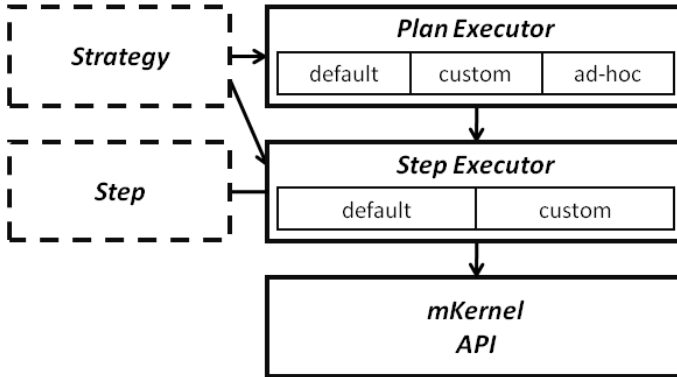 Strategy
Plan Executor
default custom ad-hoc
Step
Step Executor
default custom
mKernel
API